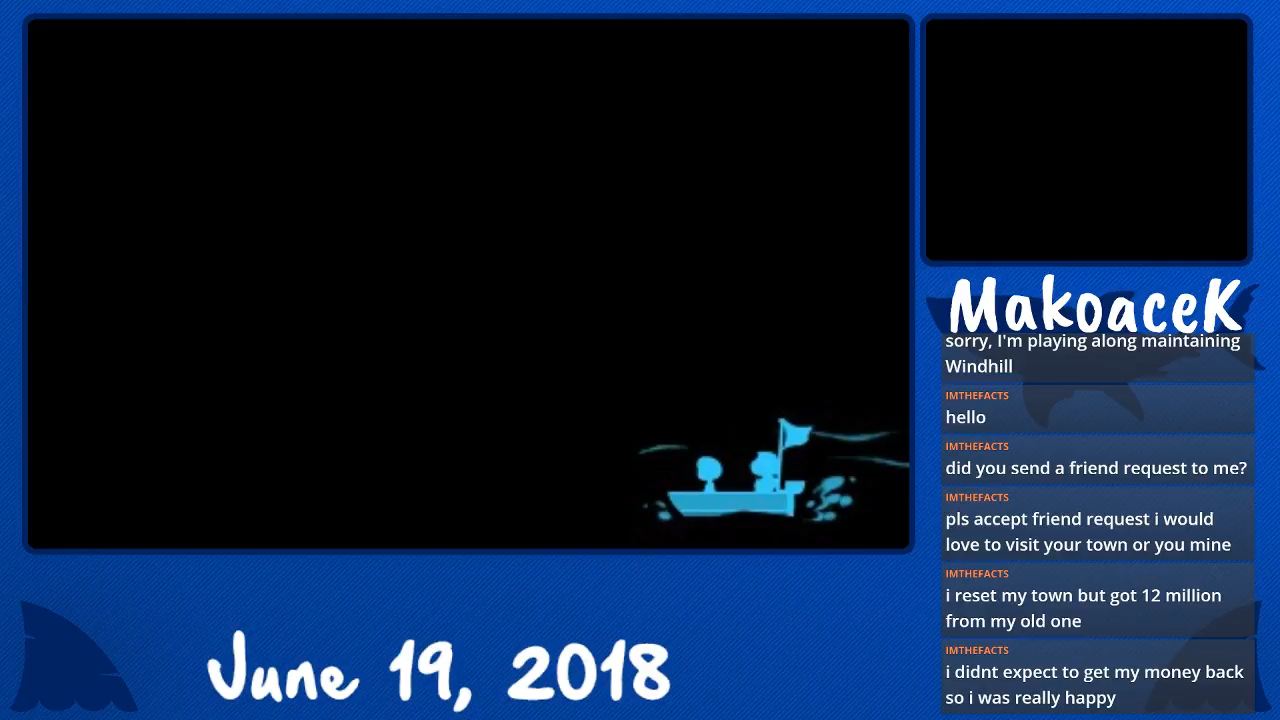 MakoaceK
sorry, I'm playing along maintaining
Windhill
IMTHEFACTS
hello
IMTHEFACTS
did you send a friend request to me?
IMTHEFACTS
pls accept friend request i would
love to visit your town or you mine
IMTHEFACTS
i reset my town but got 12 million
from my old one
IMTHEFACTS
i didnt expect to get my money back
so i was really happy
June 19, 2018